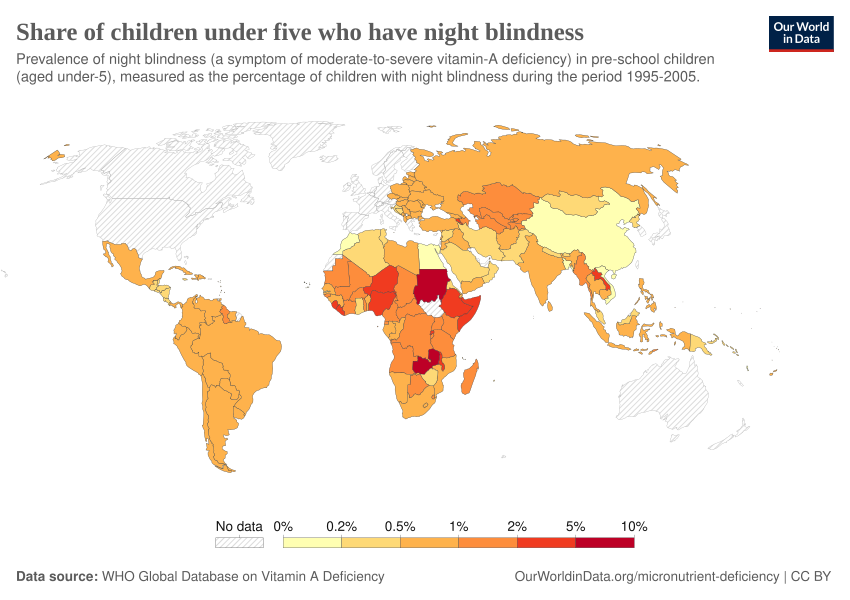 Share of children under five who have night blindness
Our World
in Data
Prevalence of night blindness (a symptom of moderate-to-severe vitamin-A deficiency) in pre-school children
(aged under-5), measured as the percentage of children with night blindness during the period 1995-2005.
No data
0%
0.2%
0.5%
1%
2%
5%
10%
Data source: WHO Global Database on Vitamin A Deficiency
OurWorldinData.org/micronutrient-deficiency | CC BY